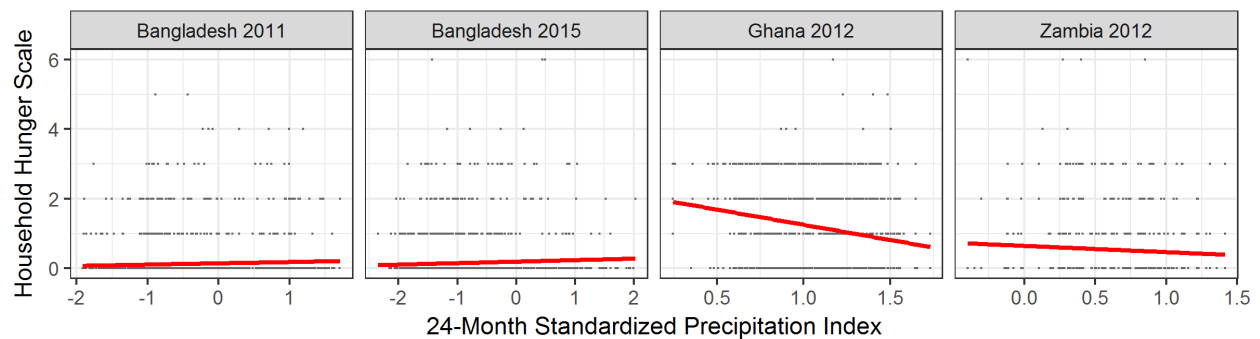 Bangladesh 2011 Bangladesh 2015 Ghana 2012 Zambia 2012
Household Hunger Scale
6
4
2
0
-2 -1 0 1 -2 -1 0 1 2 0.5 1.0 1.5 0.0 0.5 1.0 1.5
24-Month Standardized Precipitation Index